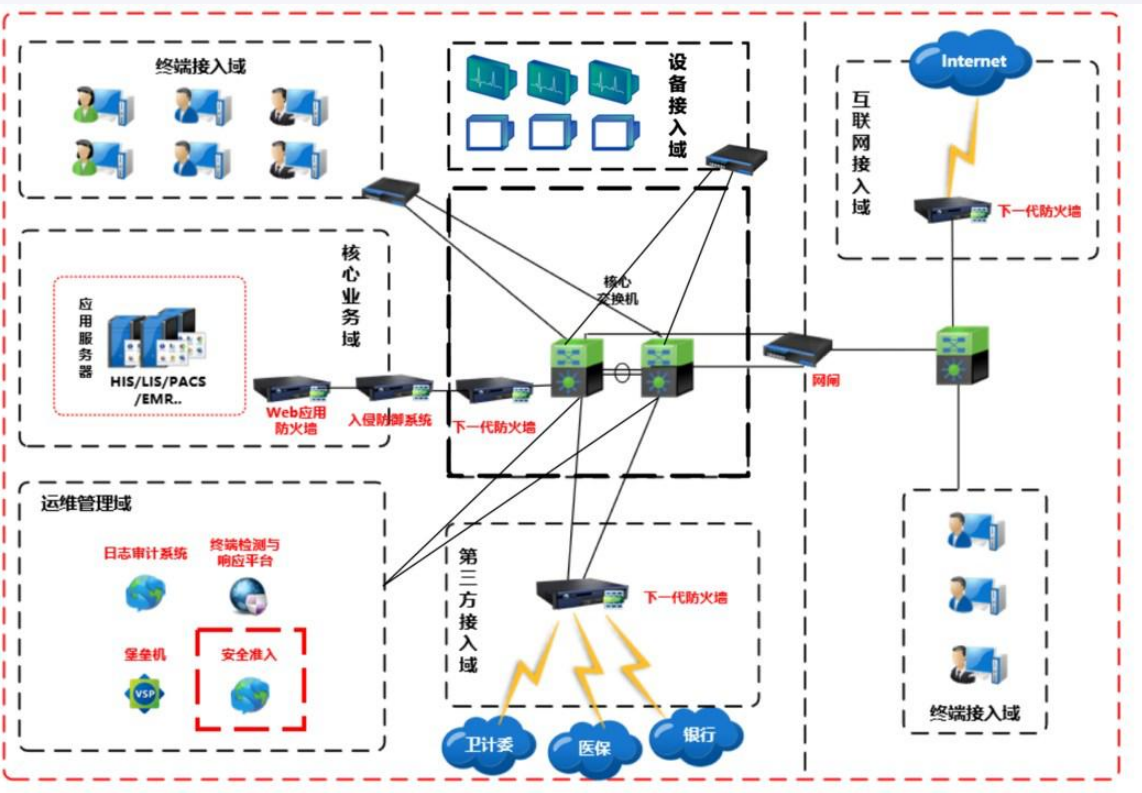 终端接入域
设备接入域
Internet
互联网接入域
下一代防火墙
核心业务域
应用服务器
HIS/LIS/PACS
/EMR..
Web应用
防火墙
入侵防御系统
下一代防火墙
核心
交换机
网闸
运维管理域
日志审计系统
终端检测与
响应平台
堡垒机
VSP
安全准入
第三方接入域
下一代防火墙
卫计委
医保
银行
终端接入域